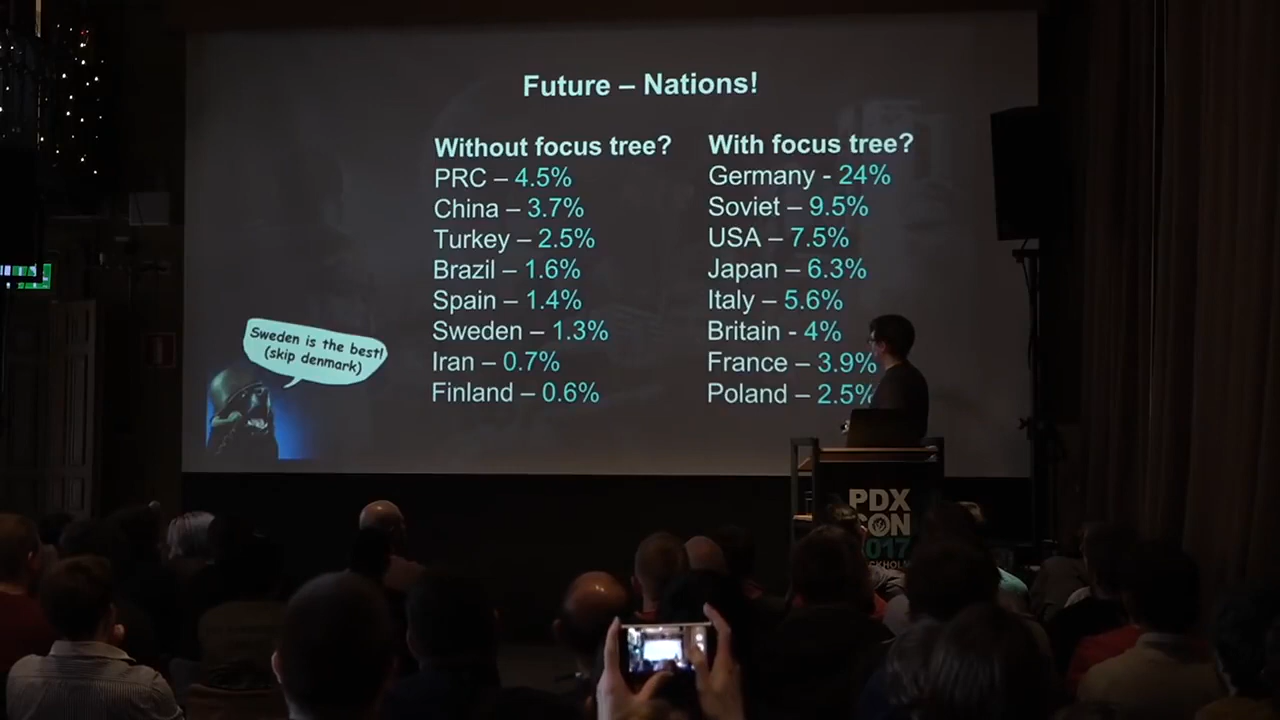 Future – Nations!
Without focus tree?
PRC – 4.5%
China – 3.7%
Turkey – 2.5%
Brazil – 1.6%
Spain – 1.4%
Sweden – 1.3%
Iran – 0.7%
Finland – 0.6%
With focus tree?
Germany - 24%
Soviet – 9.5%
USA – 7.5%
Japan – 6.3%
Italy – 5.6%
Britain - 4%
France – 3.9%
Poland – 2.5%
Sweden is the best!
(skip denmark)
PDX
CON
2017